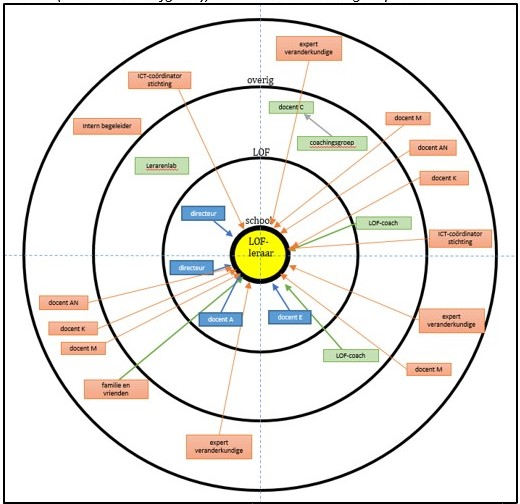 expert
veranderkundige
ICT-coördinator
stichting
overig
docent C
docent M
Intern begeleider
coachingsgroep
docent AN
LOF
Lerarenlab
docent K
directeur
school
LOF-coach
LOF-
leraar
ICT-coördinator
stichting
directeur
docent AN
docent A
docent E
expert
veranderkundige
docent K
docent M
LOF-coach
docent M
familie en
vrienden
expert
veranderkundige